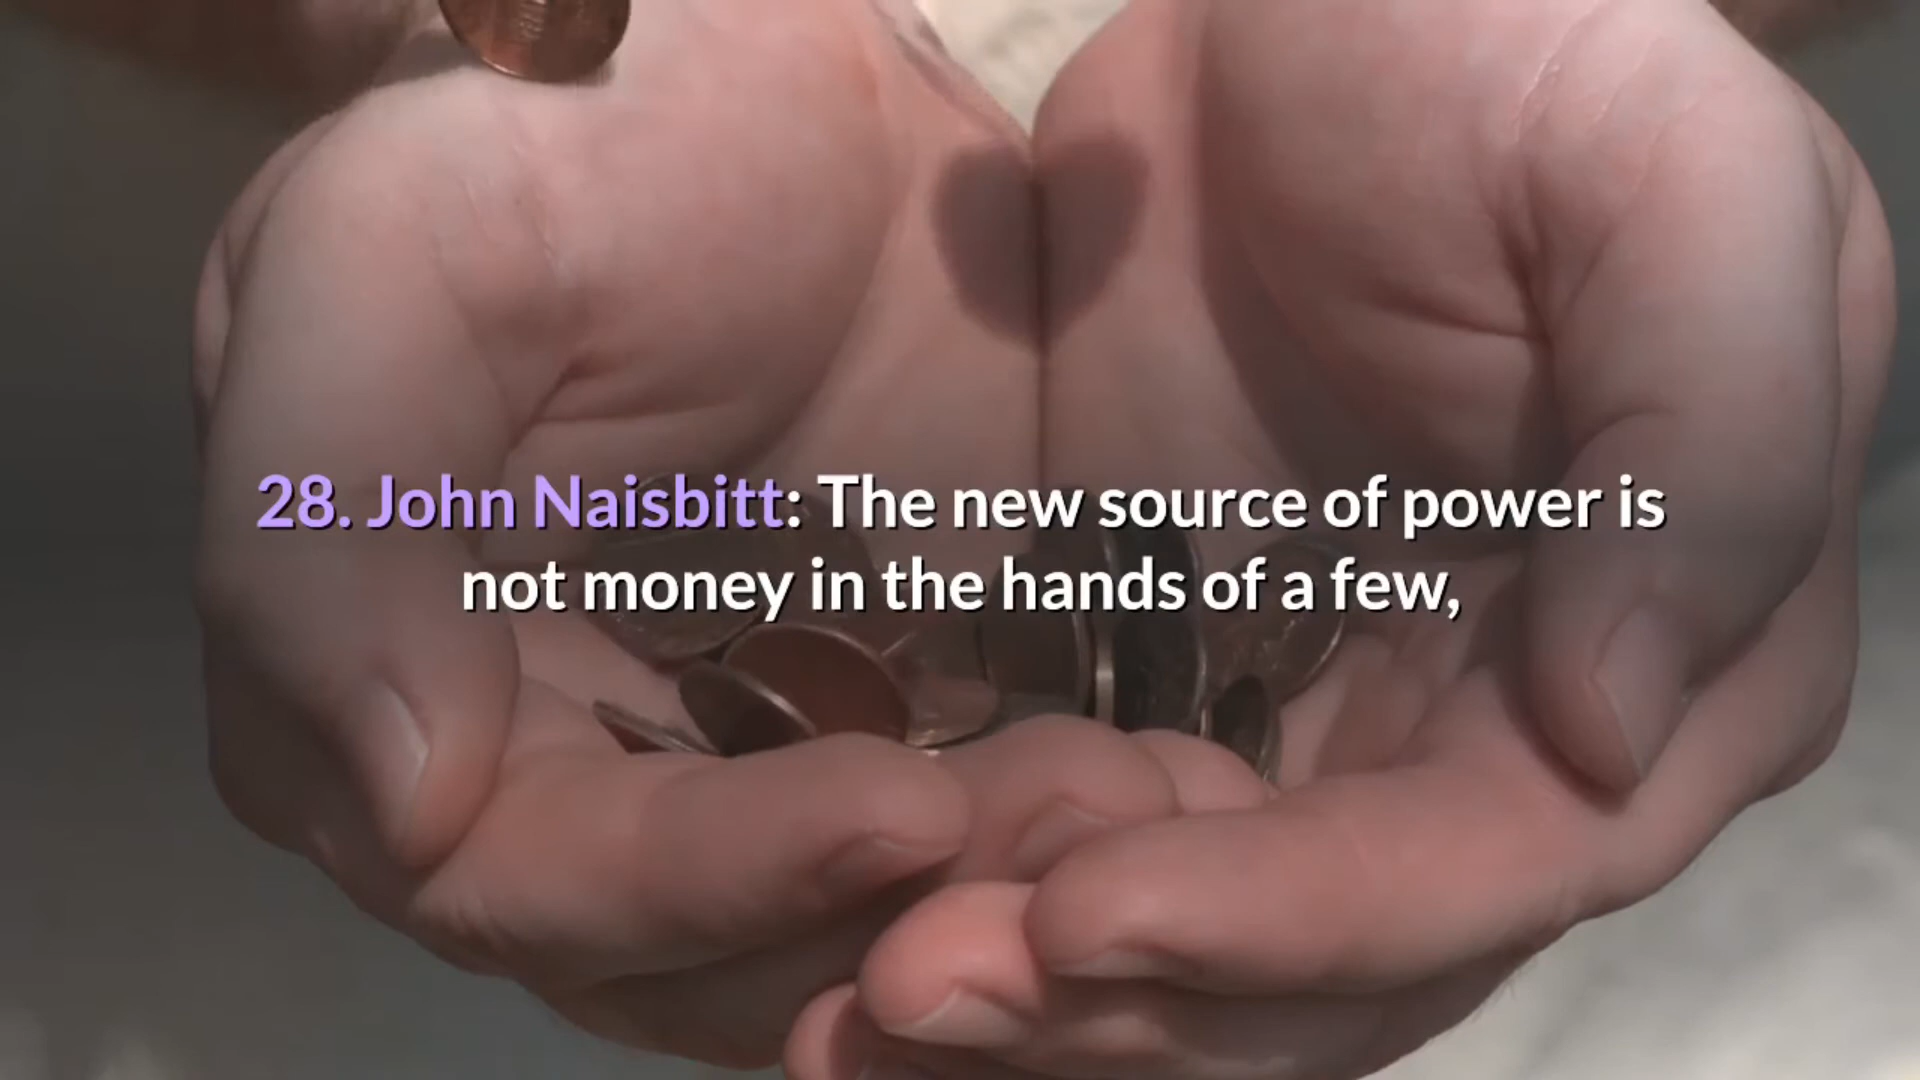 28. John Naisbitt: The new source of power is
not money in the hands of a few,